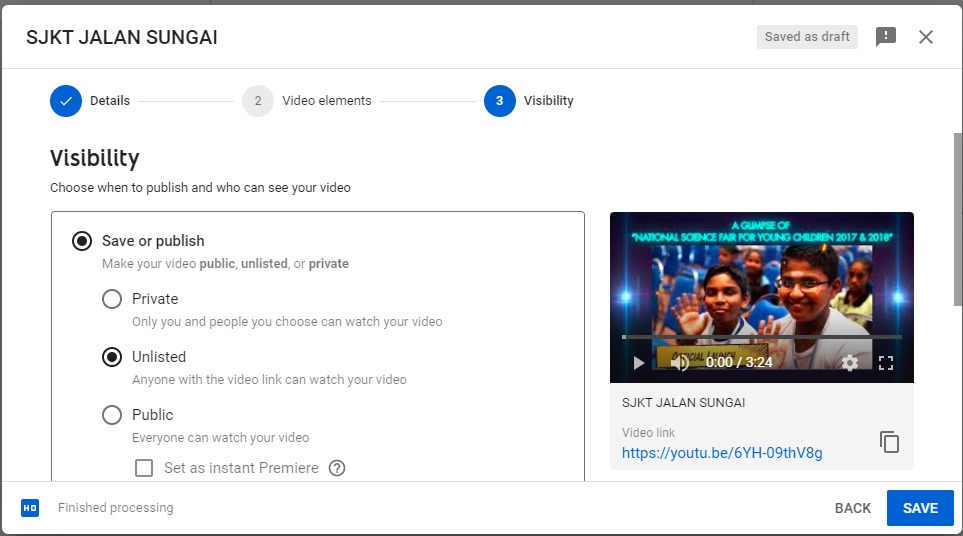 SJKT JALAN SUNGAI
Saved as draft
Details
2
Video elements
3
Visibility
Visibility
Choose when to publish and who can see your video
Save or publish
Make your video public, unlisted, or private
Private
Only you and people you choose can watch your video
Unlisted
Anyone with the video link can watch your video
Public
Everyone can watch your video
Set as instant Premiere ?
A GLIMPSE OF
"NATIONAL SCIENCE FAIR FOR YOUNG CHILDREN 2017 & 2018"
OFFICIAL LAUNCH
0:00 / 3:24
SJKT JALAN SUNGAI
Video link
https://youtu.be/6YH-09thV8g
HD
Finished processing
BACK
SAVE